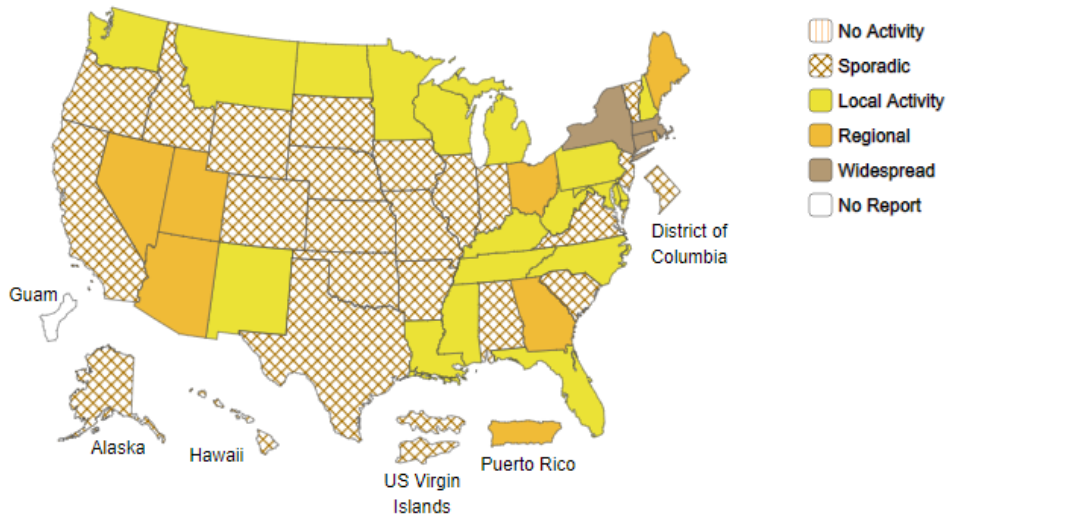 No Activity
Sporadic
Local Activity
Regional
Widespread
No Report
District of
Columbia
Guam
Alaska
Hawaii
US Virgin
Islands
Puerto Rico